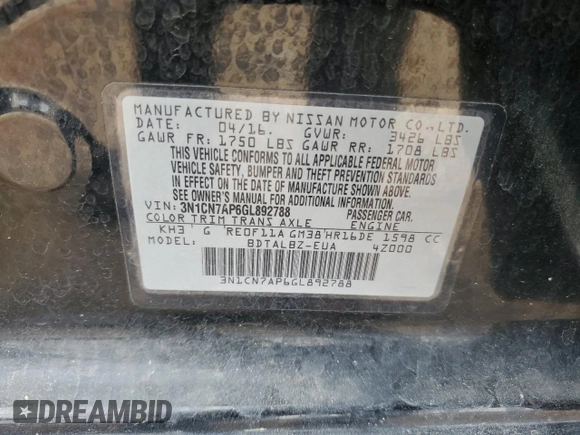 MANUFACTURED BY NISSAN MOTOR CO.,LTD.
DATE: 04/16. GVWR: 3426 LBS
GAWR FR: 1750 LBS GAWR RR: 1708 LBS
THIS VEHICLE CONFORMS TO ALL APPLICABLE FEDERAL MOTOR
VEHICLE SAFETY, BUMPER AND THEFT PREVENTION STANDARDS
IN EFFECT ON THE DATE OF MANUFACTURE SHOWN ABOVE.
SEE OWNER'S MANUAL FOR ADDITIONAL INFORMATION.
VIN: 3N1CN7AP6GL892788 PASSENGER CAR.
COLOR TRIM TRANS AXLE ENGINE
KH3 G RE0F11A GM38 HR16DE 1598 CC
BDTALBZ-EUA 4Z000
3N1CN7AP6GL892788
DREAMBID